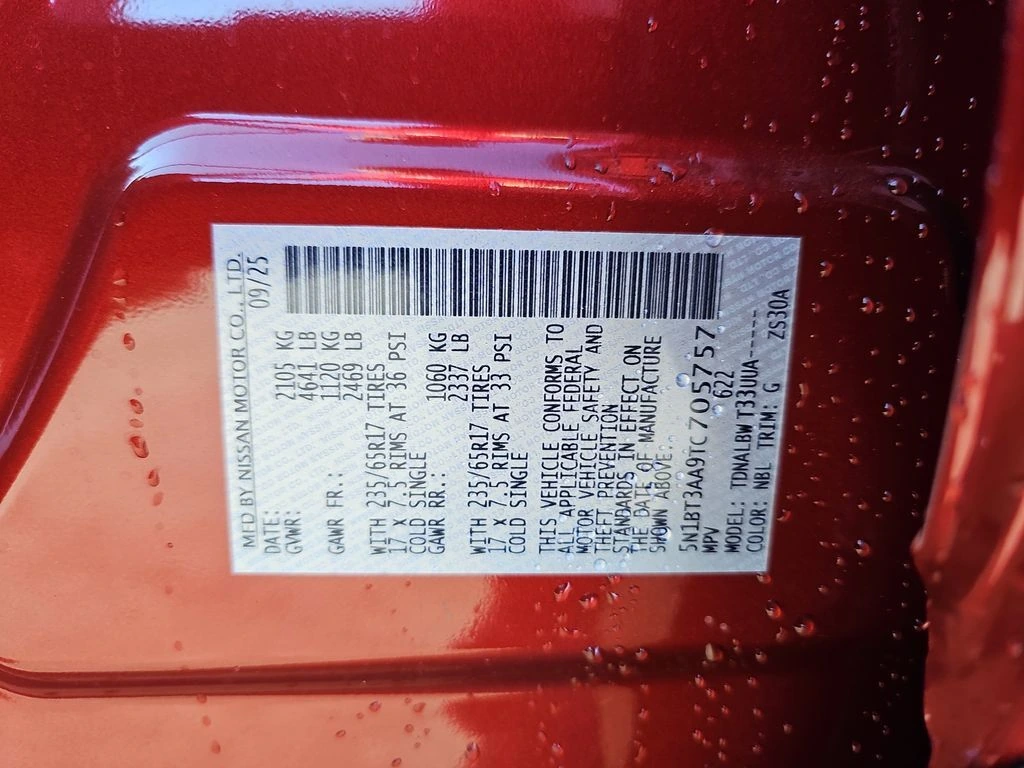 MFD BY NISSAN MOTOR CO., LTD.
DATE: 09/25
GVWR: 2105 KG
4641 LB
GAWR FR.: 1120 KG
2469 LB
WITH 235/65R17 TIRES
17 X 7.5 RIMS AT 36 PSI
COLD SINGLE
GAWR RR.: 1060 KG
2337 LB
WITH 235/65R17 TIRES
17 X 7.5 RIMS AT 33 PSI
COLD SINGLE
THIS VEHICLE CONFORMS TO
ALL APPLICABLE FEDERAL
MOTOR VEHICLE SAFETY AND
THEFT PREVENTION
STANDARDS IN EFFECT ON
THE DATE OF MANUFACTURE
SHOWN ABOVE.
5N1BT3AA9TC705757
MPV 622
MODEL: TDNALBW T33UUA-----
COLOR: NBL TRIM: G ZS30A